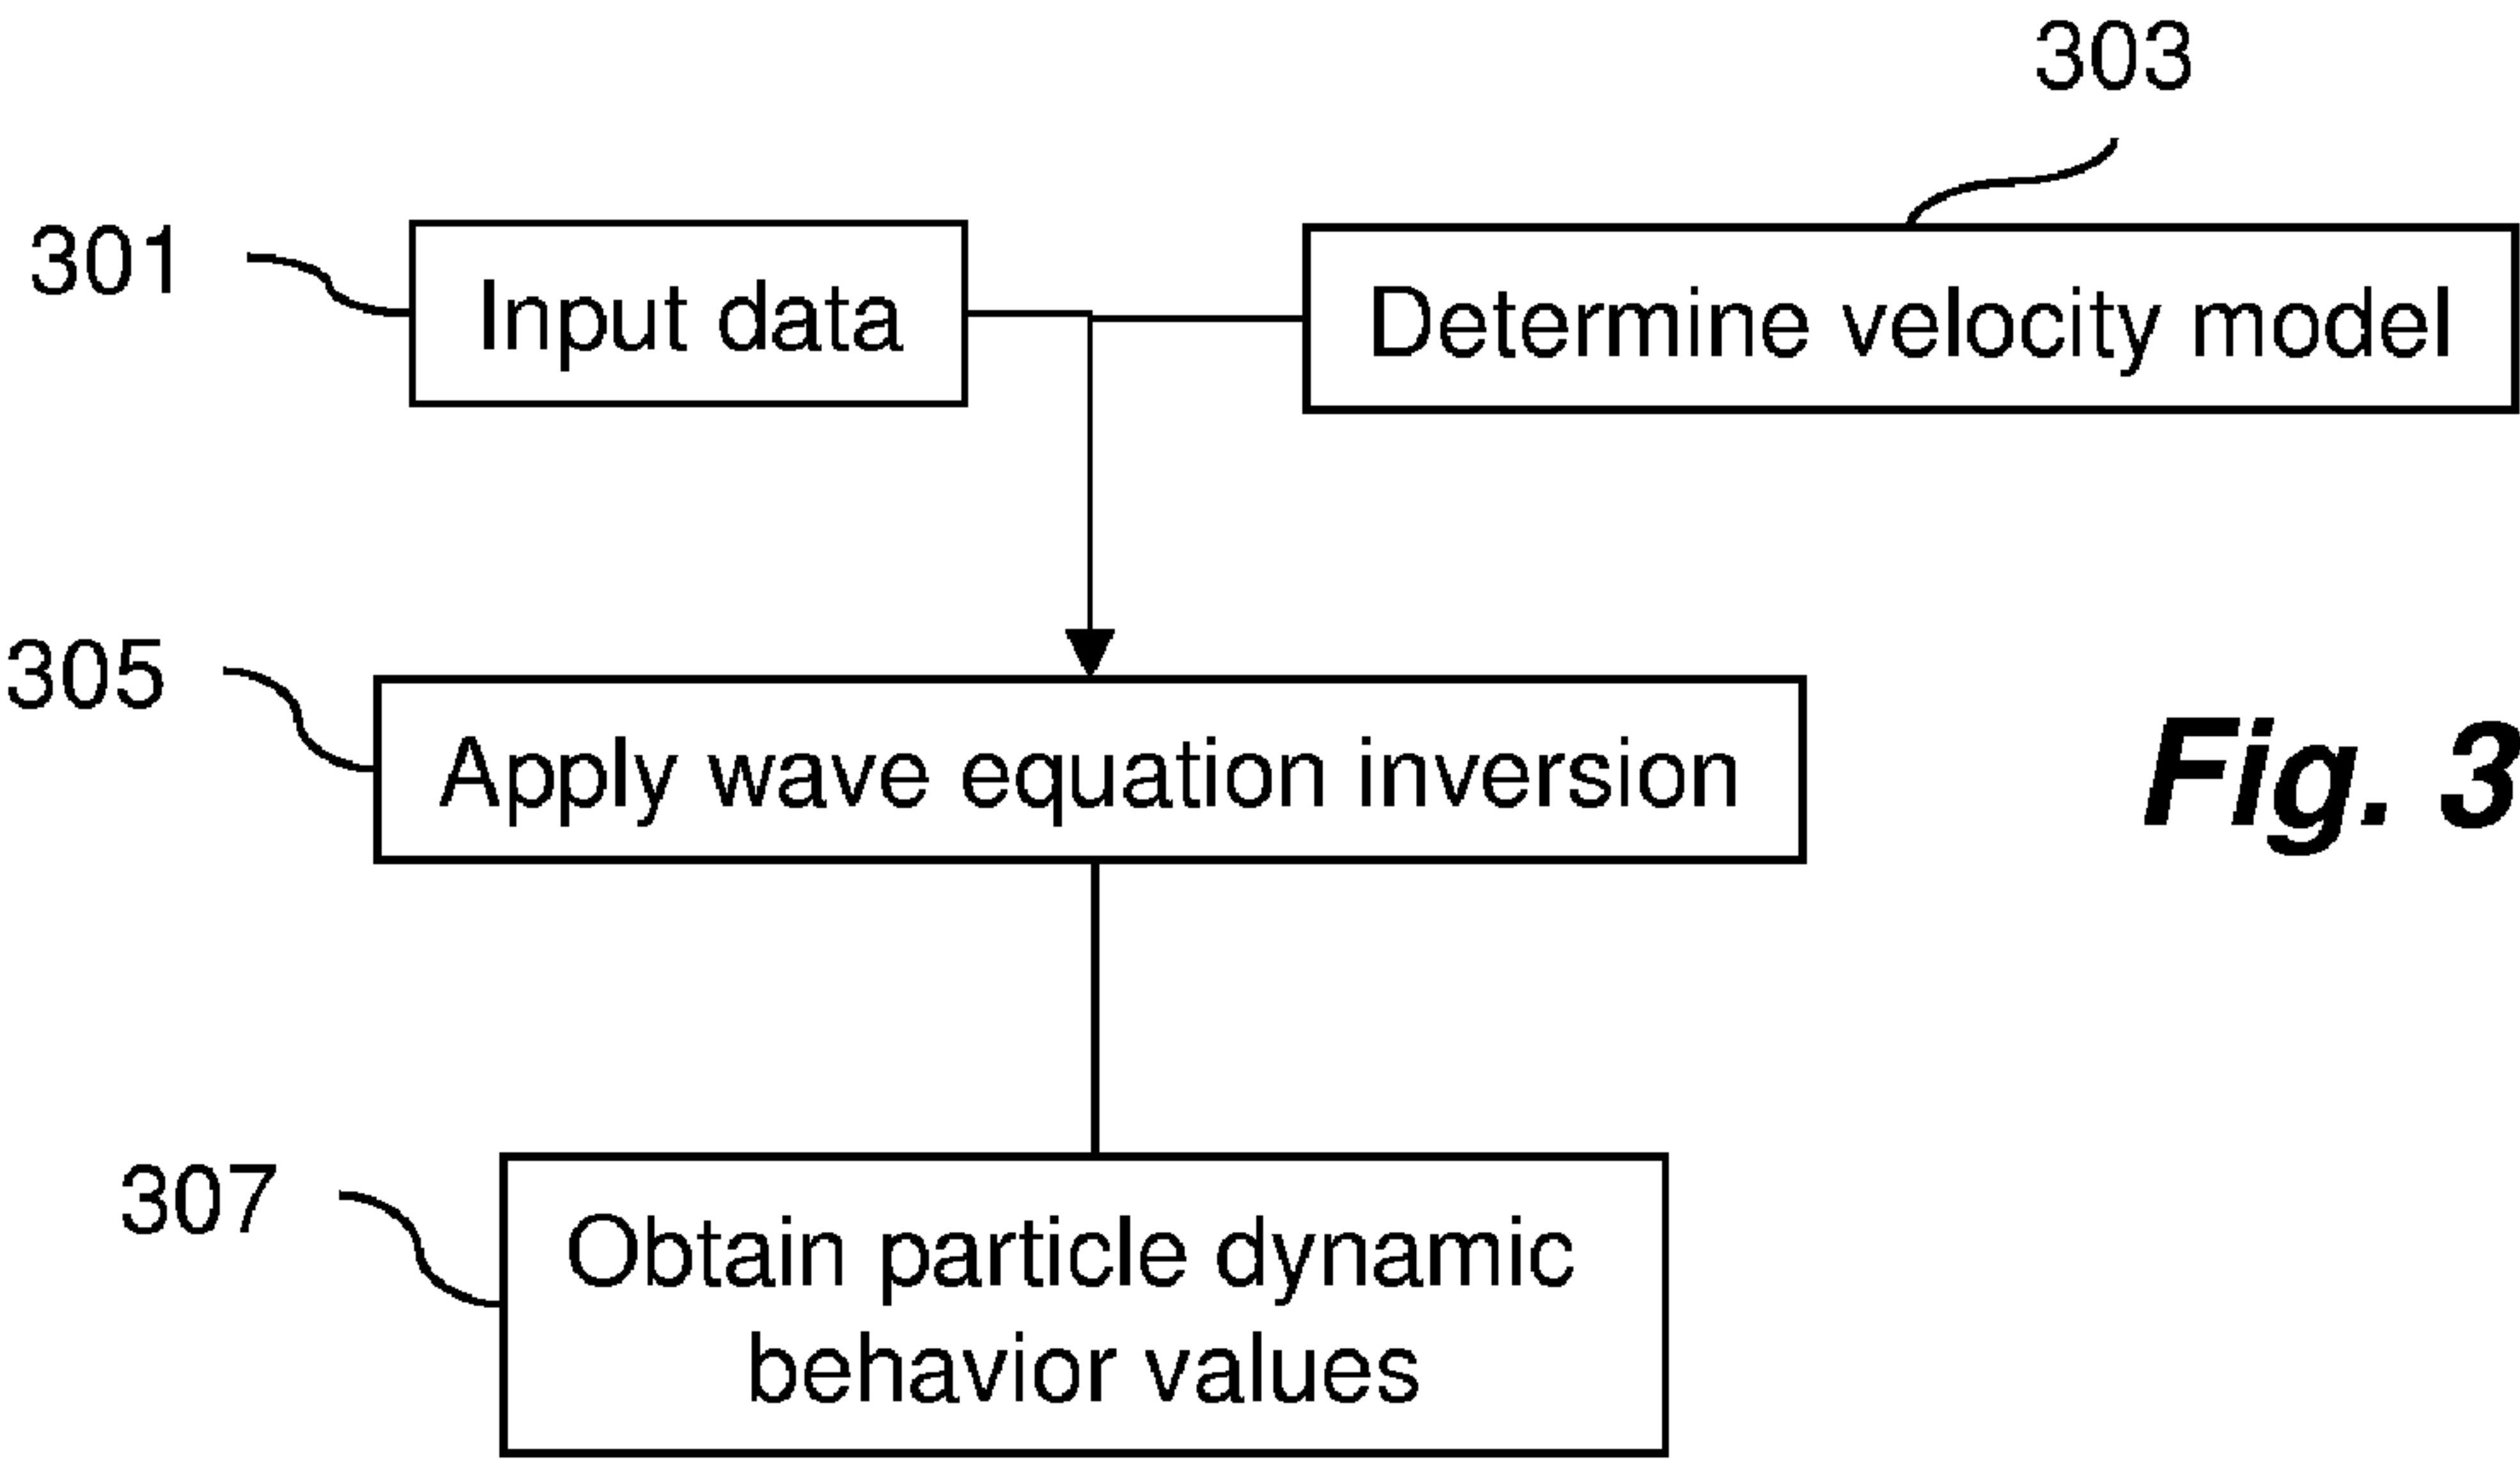 303
301
Input data
Determine velocity model
305
Apply wave equation inversion
Fig. 3
307
Obtain particle dynamic
behavior values